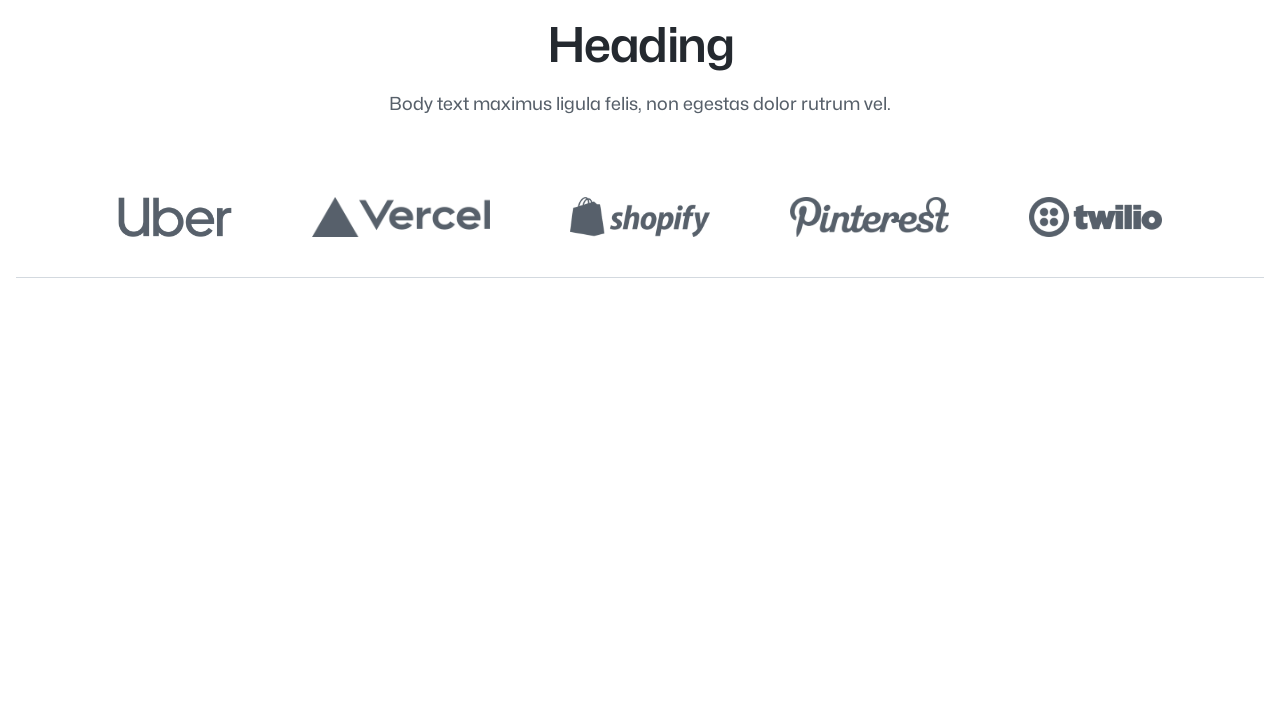 Heading
Body text maximus ligula felis, non egestas dolor rutrum vel.
Uber Vercel shopify Pinterest twilio